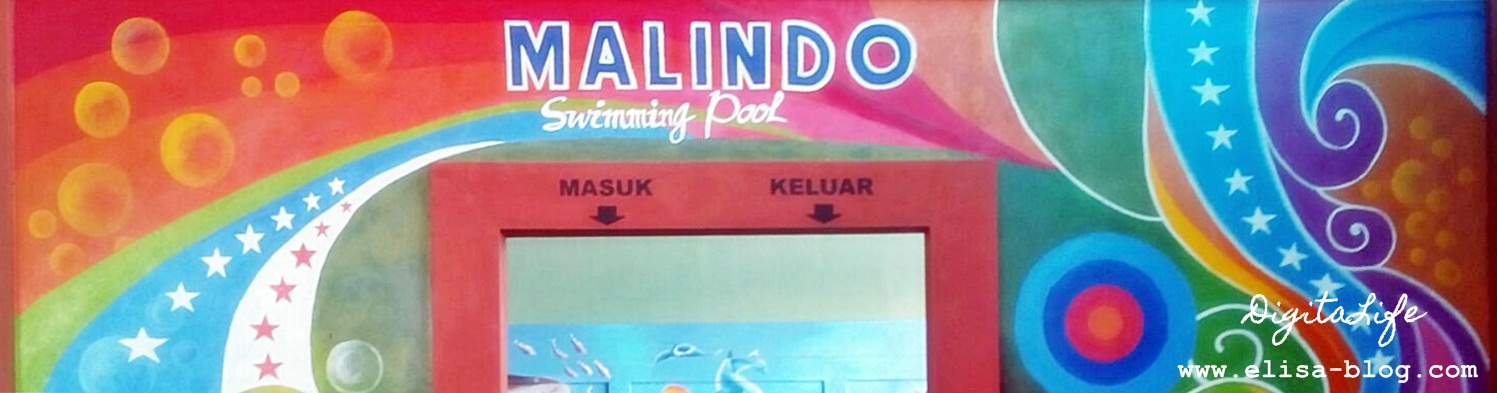 MALINDO
Swimming Pool
MASUK KELUAR
DigitaLife
www.elisa-blog.com